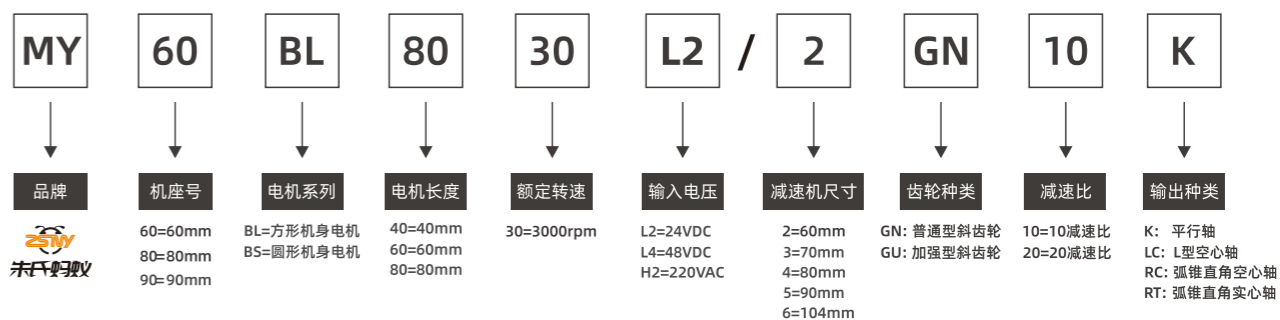 MY 60 BL 80 30 L2 / 2 GN 10 K
品牌 机座号 电机系列 电机长度 额定转速 输入电压 减速机尺寸 齿轮种类 减速比 输出种类
ZSMY
朱氏蚂蚁
60=60mm
80=80mm
90=90mm
BL=方形机身电机
BS=圆形机身电机
40=40mm
60=60mm
80=80mm
30=3000rpm
L2=24VDC
L4=48VDC
H2=220VAC
2=60mm
3=70mm
4=80mm
5=90mm
6=104mm
GN: 普通型斜齿轮
GU: 加强型斜齿轮
10=10减速比
20=20减速比
K: 平行轴
LC: L型空心轴
RC: 弧锥直角空心轴
RT: 弧锥直角实心轴